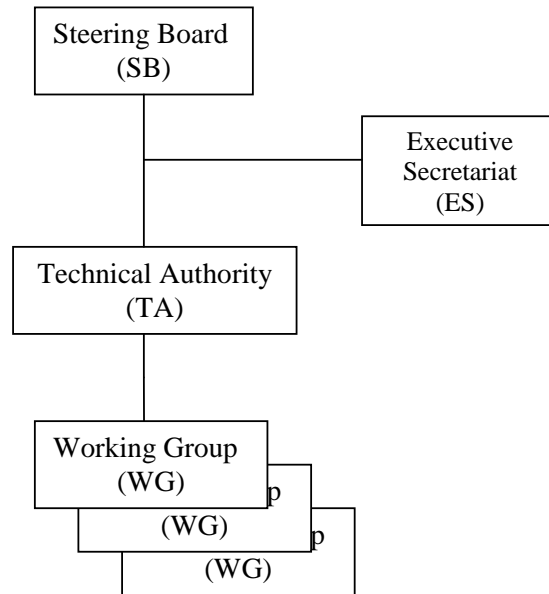 Steering Board
(SB)
Executive
Secretariat
(ES)
Technical Authority
(TA)
Working Group
(WG)
(WG)
(WG)